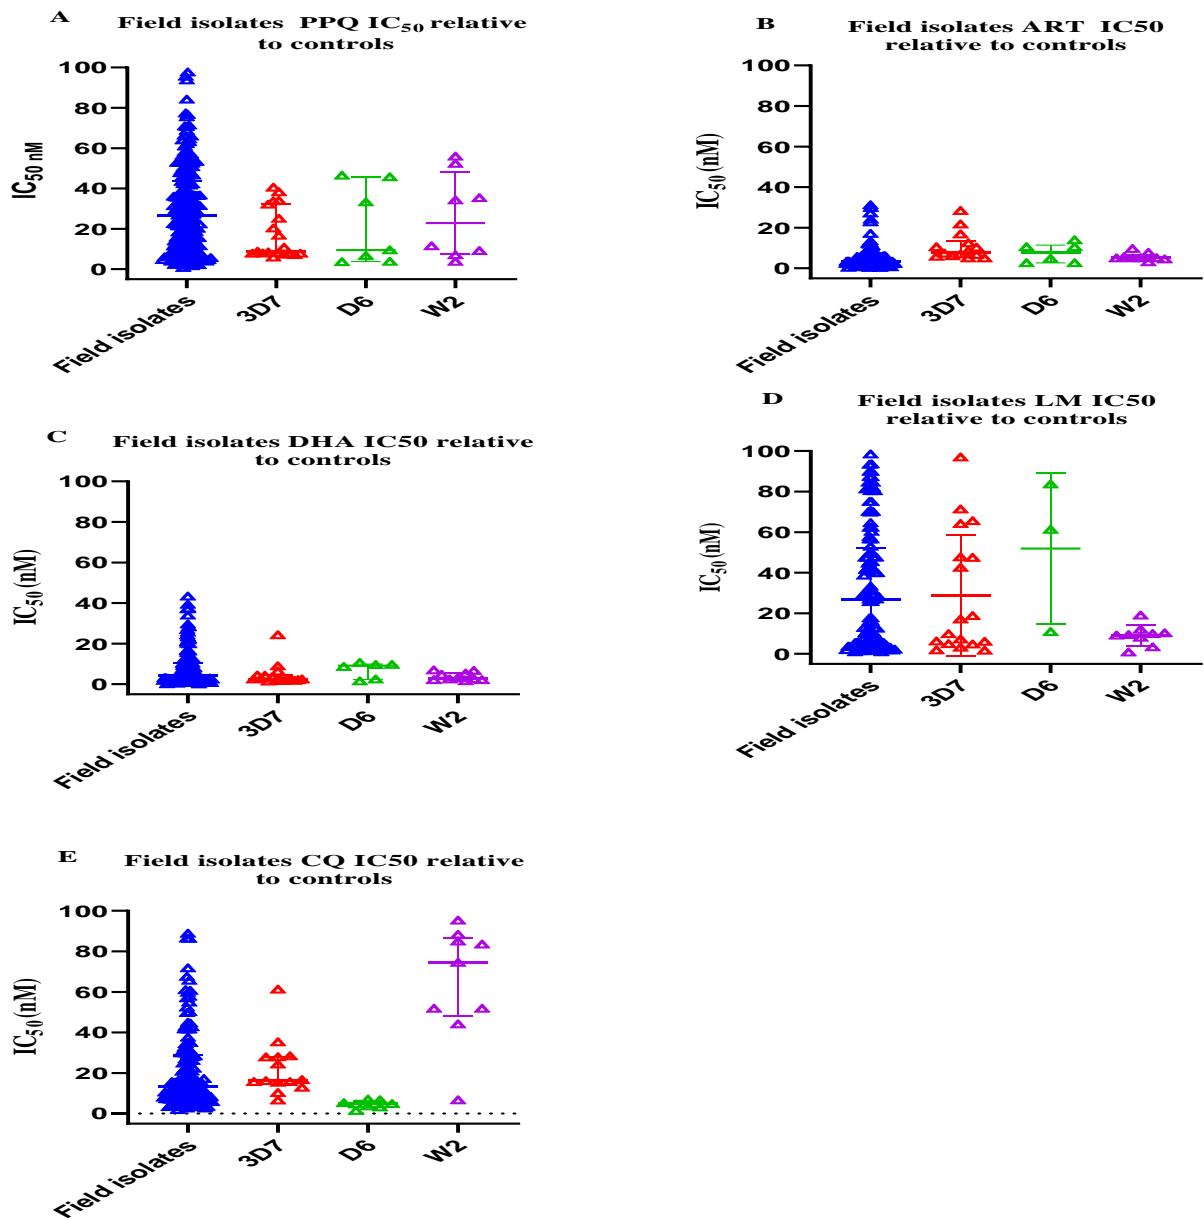 A
Field isolates PPQ IC50 relative
to controls
100
80
60
40
20
0
IC50 nM
Field isolates
3D7
D6
W2
B
Field isolates ART IC50
relative to controls
100
80
60
40
20
0
IC50 (nM)
Field isolates
3D7
D6
W2
C
Field isolates DHA IC50 relative
to controls
100
80
60
40
20
0
IC50 (nM)
Field isolates
3D7
D6
W2
D
Field isolates LM IC50
relative to controls
100
80
60
40
20
0
IC50 (nM)
Field isolates
3D7
D6
W2
E
Field isolates CQ IC50 relative
to controls
100
80
60
40
20
0
IC50 (nM)
Field isolates
3D7
D6
W2